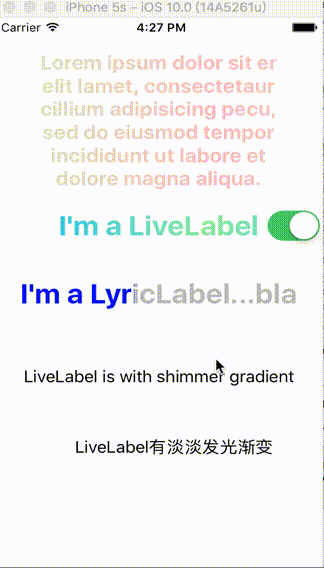 iPhone 5s – iOS 10.0 (14A5261u)
Carrier 4:27 PM
Lorem ipsum dolor sit er
elit lamet, consectetaur
cillium adipisicing pecu,
sed do eiusmod tempor
incididunt ut labore et
dolore magna aliqua.
I'm a LiveLabel
I'm a LyricLabel...bla
LiveLabel is with shimmer gradient
LiveLabel有淡淡发光渐变